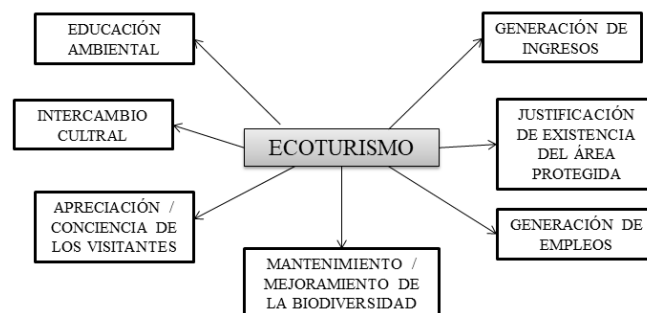 EDUCACIÓN
AMBIENTAL
GENERACIÓN DE
INGRESOS
INTERCAMBIO
CULTRAL
ECOTURISMO
JUSTIFICACIÓN
DE EXISTENCIA
DEL ÁREA
PROTEGIDA
APRECIACIÓN /
CONCIENCIA DE
LOS VISITANTES
GENERACIÓN DE
EMPLEOS
MANTENIMIENTO /
MEJORAMIENTO DE
LA BIODIVERSIDAD